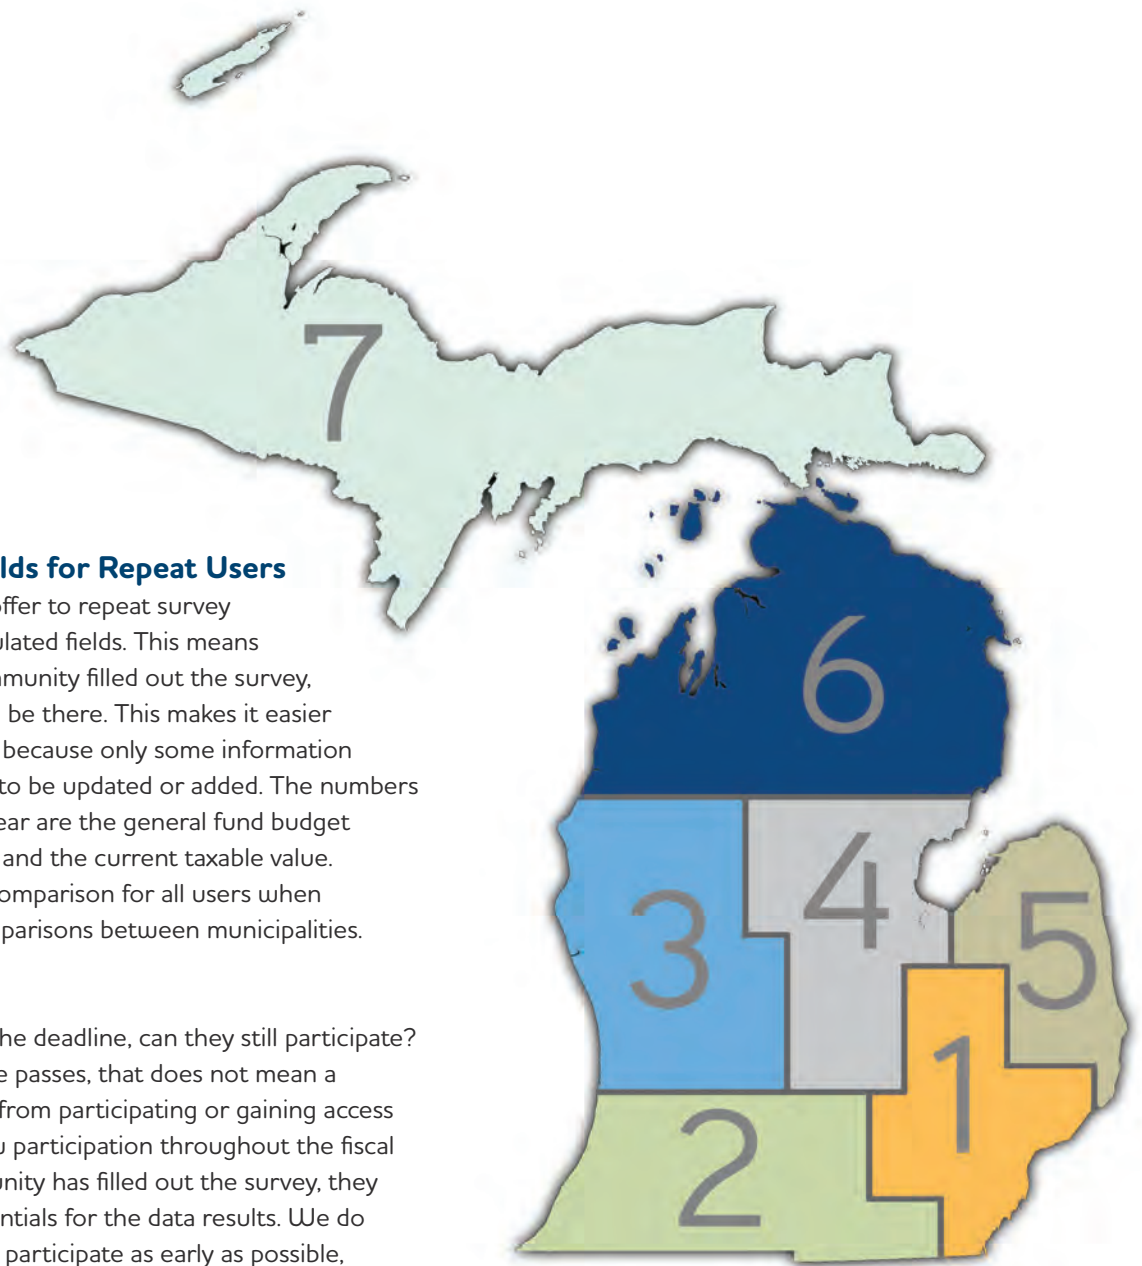 7
lds for Repeat Users
offer to repeat survey
ulated fields. This means
mmunity filled out the survey,
be there. This makes it easier
because only some information
to be updated or added. The numbers
ear are the general fund budget
and the current taxable value.
omparison for all users when
parisons between municipalities.
6
3
4
5
he deadline, can they still participate?
e passes, that does not mean a
from participating or gaining access
u participation throughout the fiscal
unity has filled out the survey, they
ntials for the data results. We do
participate as early as possible,
1
2